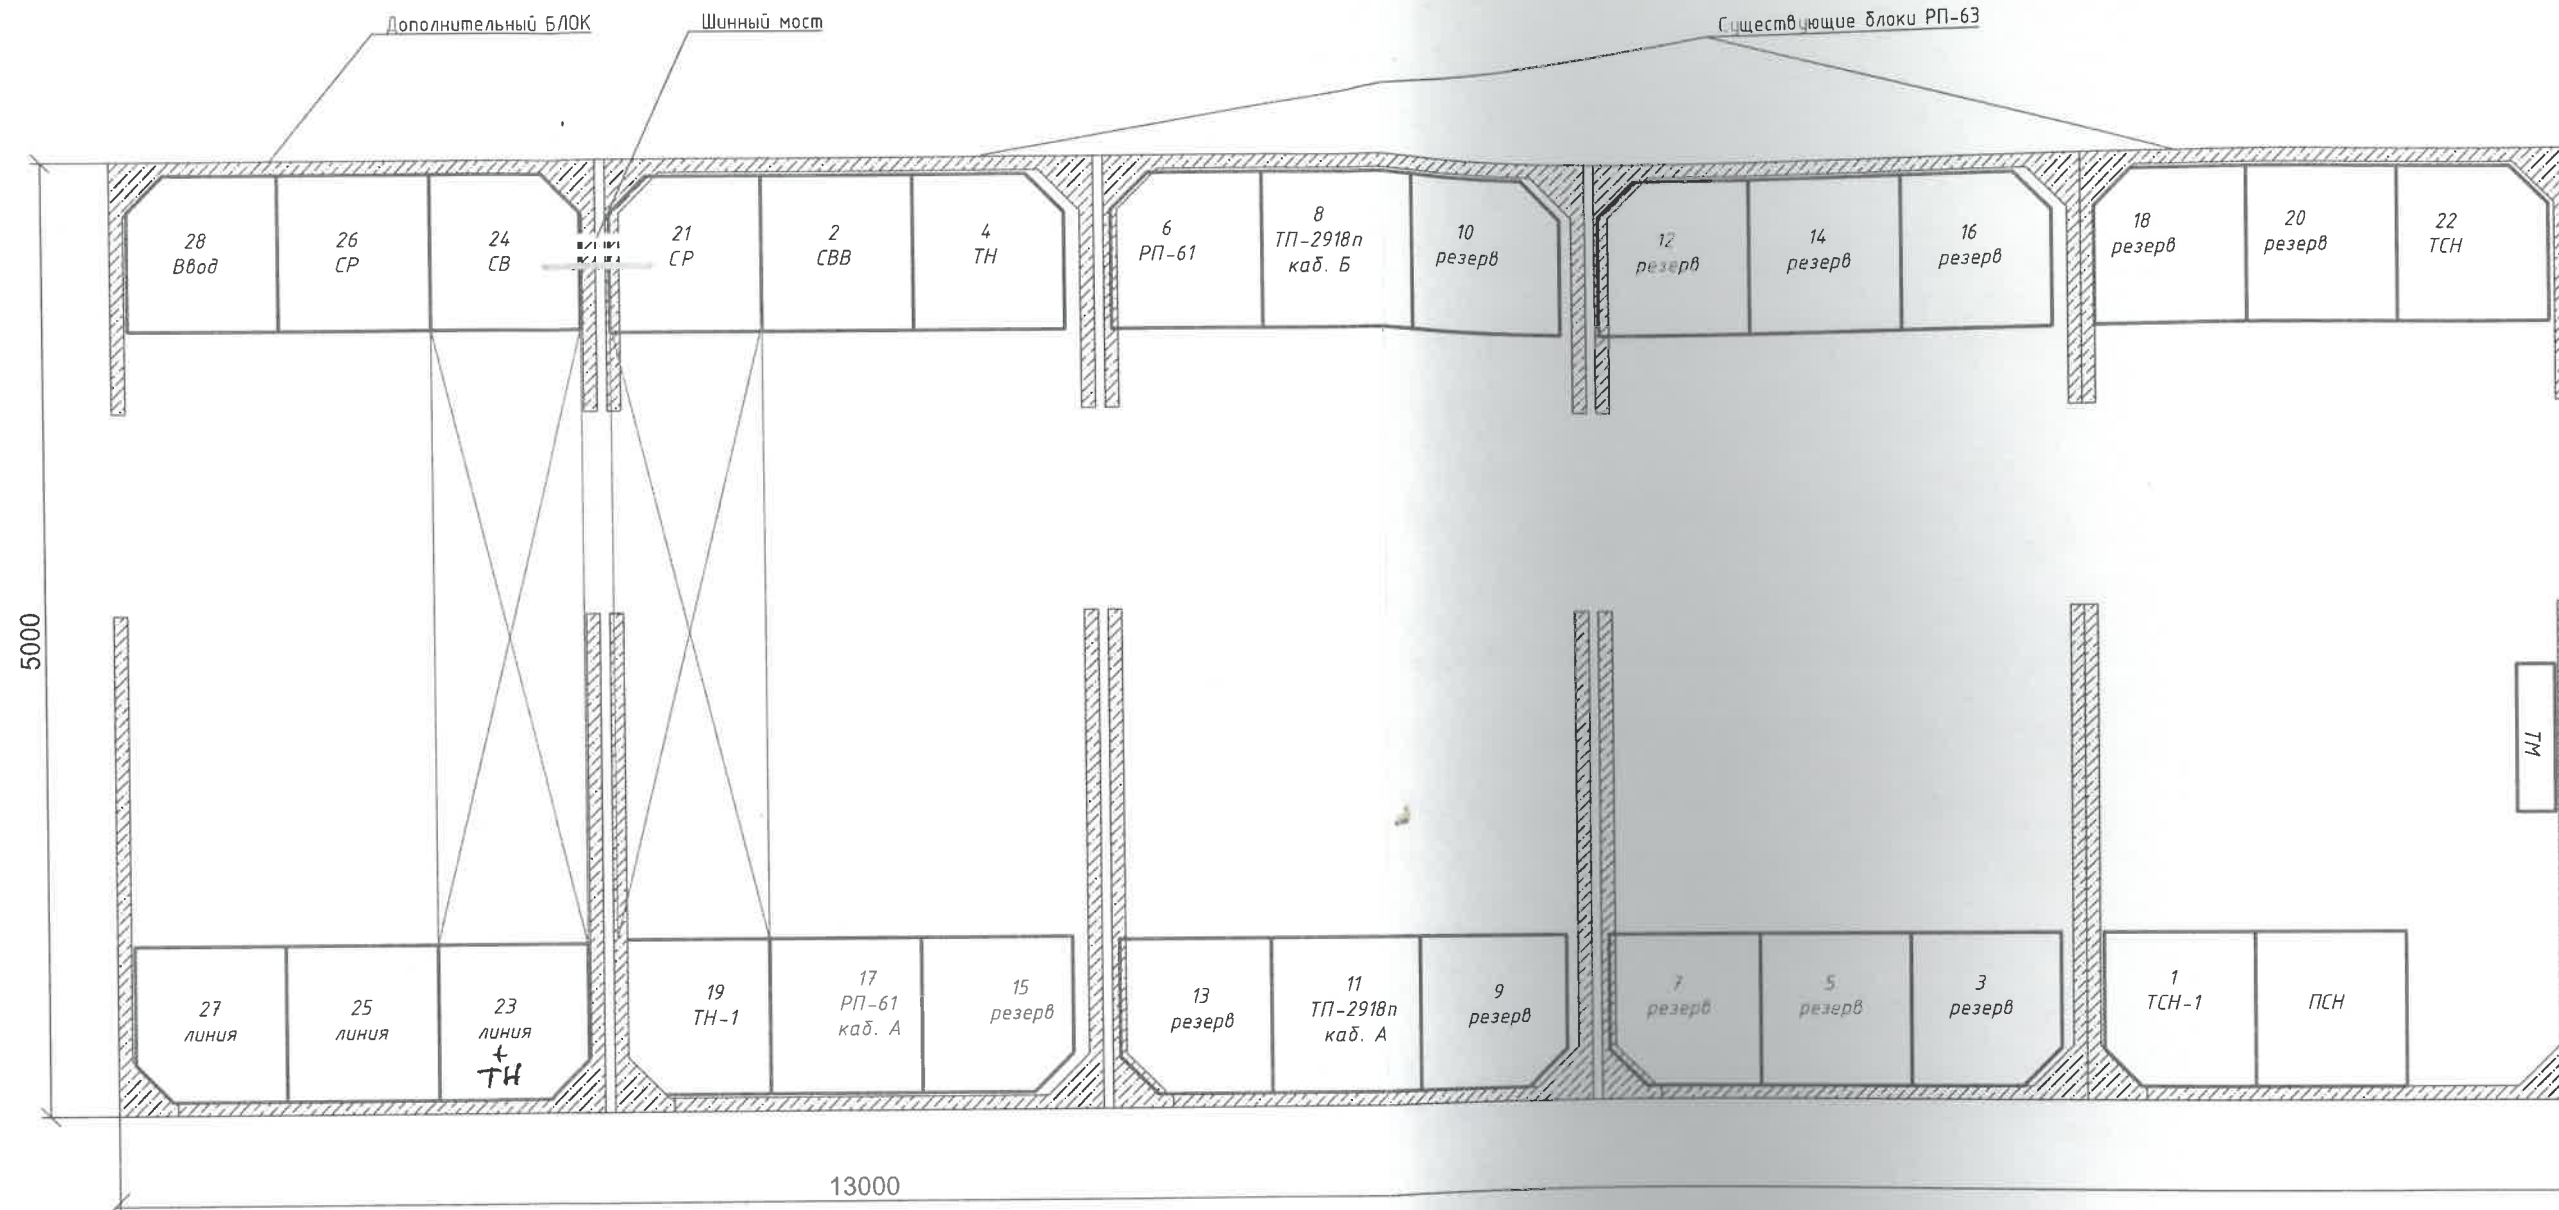 Дополнительный БЛОК
Шинный мост
Существующие блоки РП-63
28
Ввод
26
СР
24
СВ
21
СР
2
СВВ
4
ТН
6
РП-61
8
ТП-2918п
каб. Б
10
резерв
12
резерв
14
резерв
16
резерв
18
резерв
20
резерв
22
ТСН
5000
ТМ
27
линия
25
линия
23
линия
+
ТН
19
ТН-1
17
РП-61
каб. А
15
резерв
13
резерв
11
ТП-2918п
каб. А
9
резерв
7
резерв
5
резерв
3
резерв
1
ТСН-1
ПСН
13000